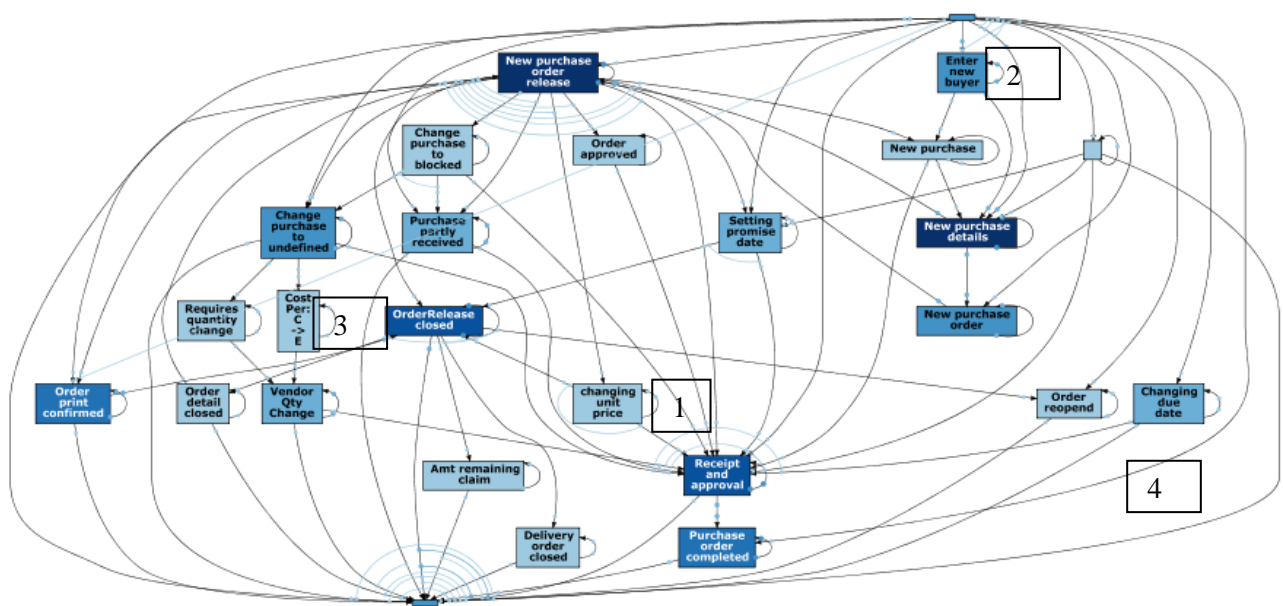 New purchase
order
release
Enter
new
buyer
2
Change
purchase
to
blocked
Order
approved
New purchase
Change
purchase
to
undefined
Purchase
partly
received
Setting
promise
date
New purchase
details
Requires
quantity
change
Cost
Per:
C
->
E
3
OrderRelease
closed
New purchase
order
Order
print
confirmed
Order
detail
closed
Vendor
Qty
Change
changing
unit
price
1
Order
reopend
Changing
due
date
Amt remaining
claim
Receipt
and
approval
4
Delivery
order
closed
Purchase
order
completed